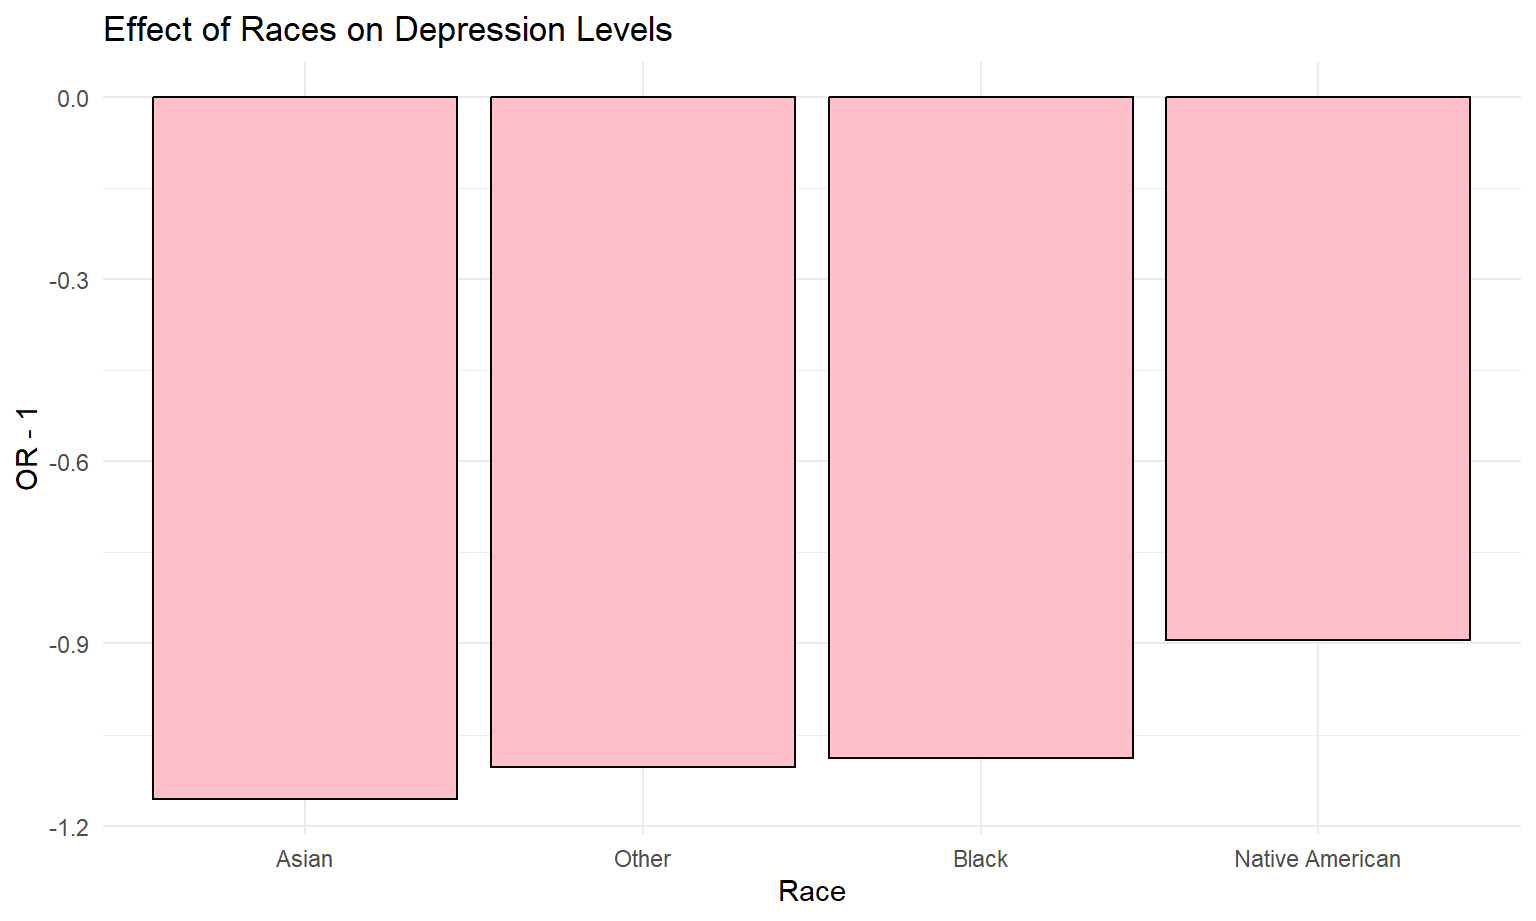 Effect of Races on Depression Levels
0.0
-0.3
-0.6
-0.9
-1.2
OR - 1
Asian
Other
Black
Native American
Race